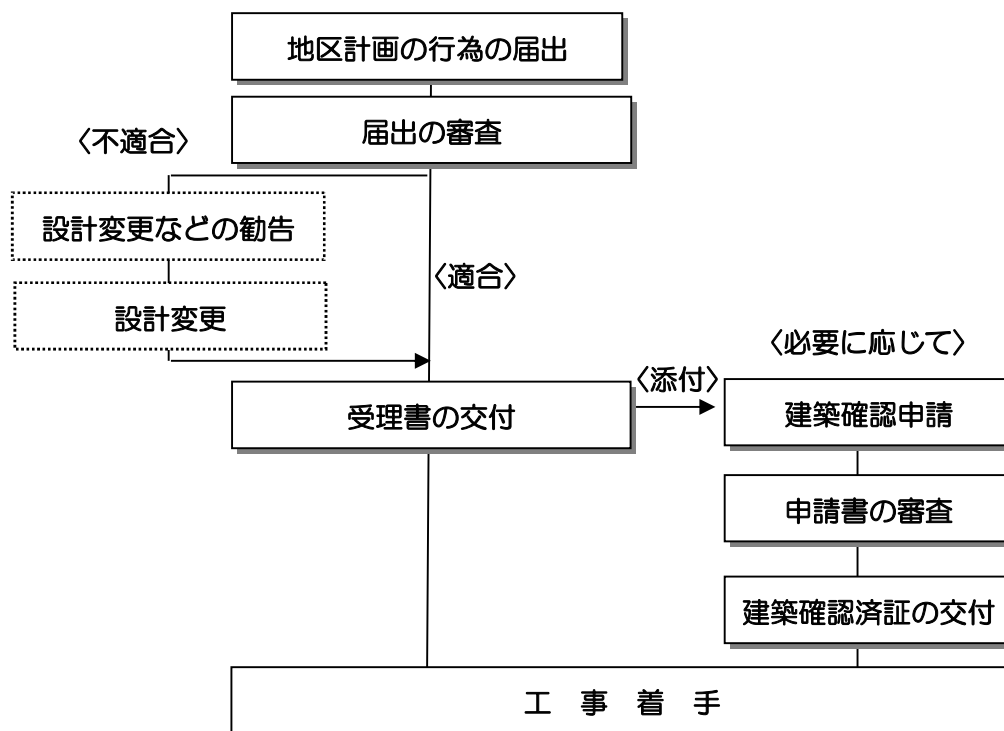 地区計画の行為の届出
届出の審査
〈不適合〉
設計変更などの勧告
〈適合〉
設計変更
〈必要に応じて〉
〈添付〉
受理書の交付
建築確認申請
申請書の審査
建築確認済証の交付
工 事 着 手